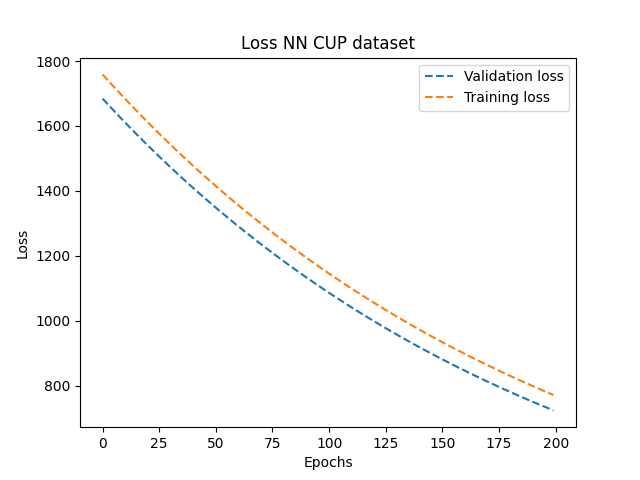 Loss NN CUP dataset
Validation loss
Training loss
1800
1600
1400
1200
1000
800
Loss
0 25 50 75 100 125 150 175 200
Epochs